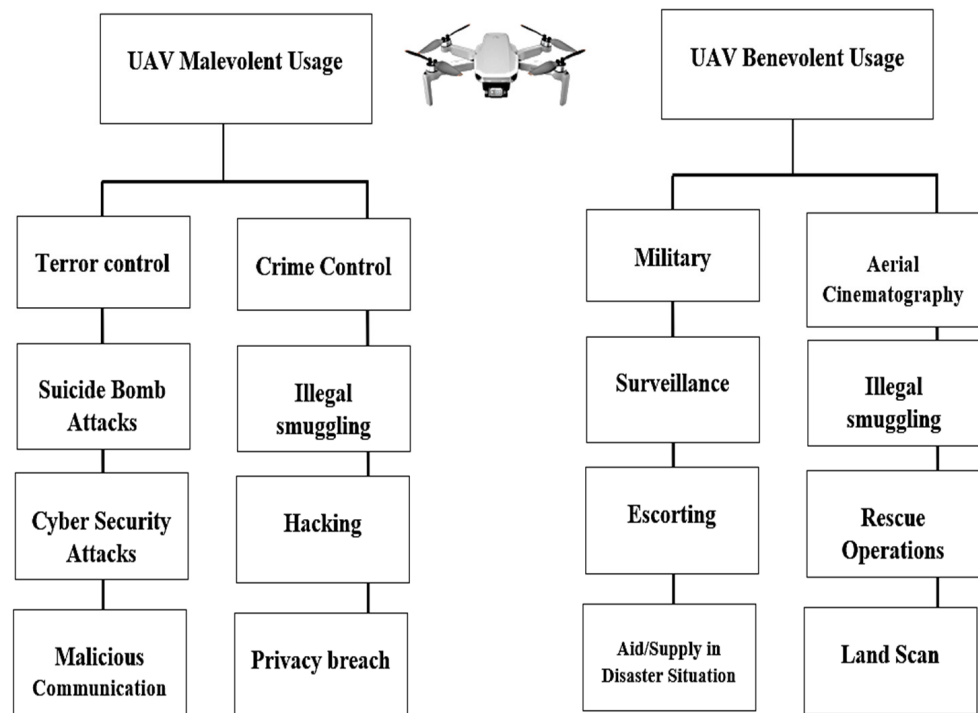 UAV Malevolent Usage
UAV Benevolent Usage
Terror control
Crime Control
Military
Aerial
Cinematography
Suicide Bomb
Attacks
Illegal
smuggling
Surveillance
Illegal
smuggling
Cyber Security
Attacks
Hacking
Escorting
Rescue
Operations
Malicious
Communication
Privacy breach
Aid/Supply in
Disaster Situation
Land Scan